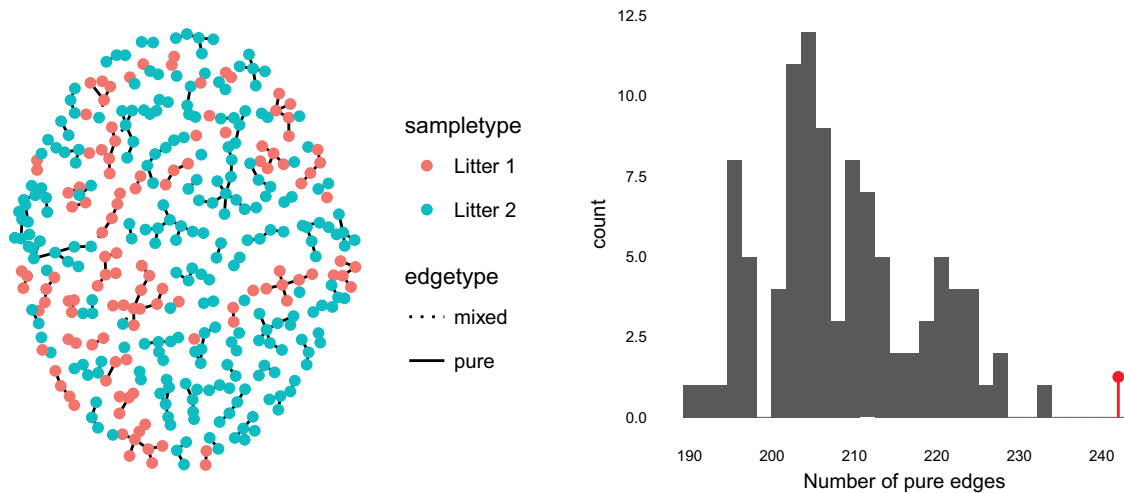 sampletype
Litter 1
Litter 2
edgetype
mixed
pure
12.5
10.0
7.5
5.0
2.5
0.0
count
190 200 210 220 230 240
Number of pure edges